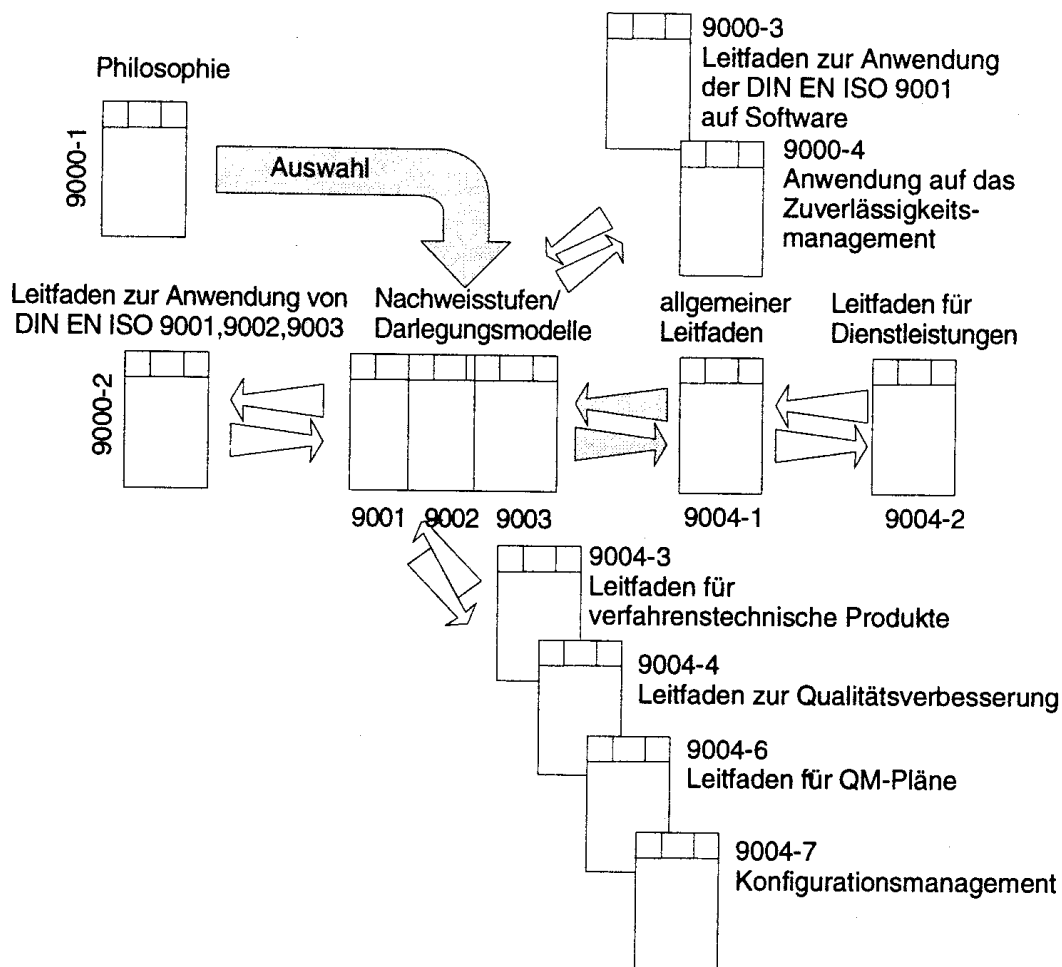 Philosophie
9000-1
Auswahl
9000-3
Leitfaden zur Anwendung
der DIN EN ISO 9001
auf Software
9000-4
Anwendung auf das
Zuverlässigkeits-
management
Leitfaden zur Anwendung von
DIN EN ISO 9001,9002,9003
9000-2
Nachweisstufen/
Darlegungsmodelle
9001 9002 9003
allgemeiner
Leitfaden
9004-1
Leitfaden für
Dienstleistungen
9004-2
9004-3
Leitfaden für
verfahrenstechnische Produkte
9004-4
Leitfaden zur Qualitätsverbesserung
9004-6
Leitfaden für QM-Pläne
9004-7
Konfigurationsmanagement